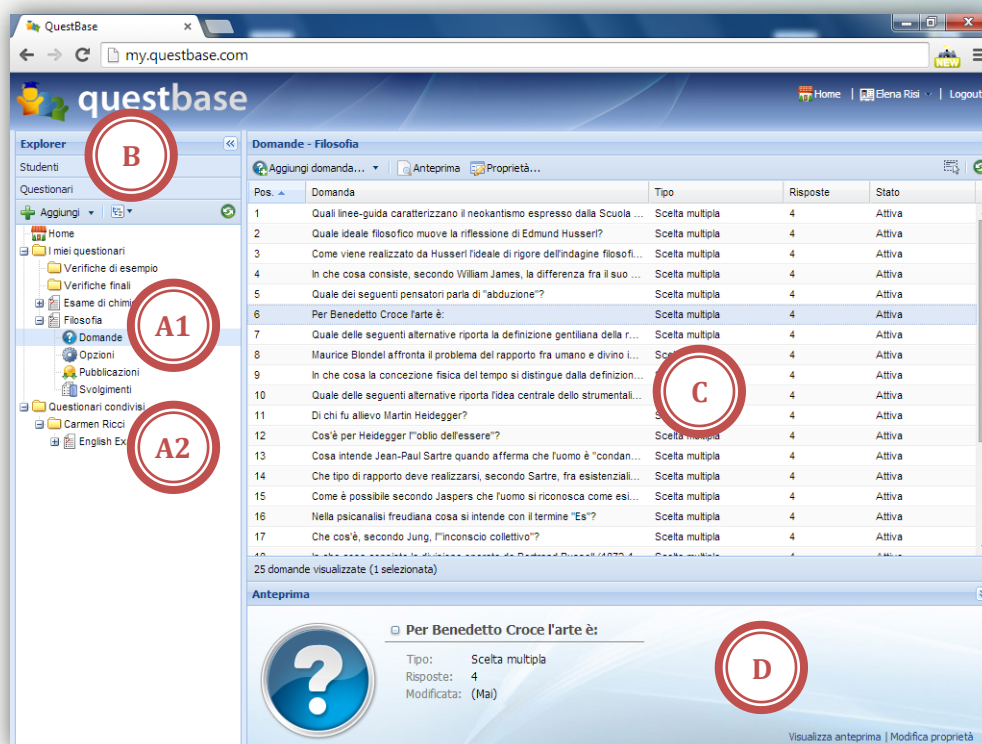 QuestBase
my.questbase.com
NEW
questbase
Home | Elena Risi | Logout
Explorer
B
Studenti
Questionari
Aggiungi
Home
I miei questionari
Verifiche di esempio
Verifiche finali
Esame di chimi
Filosofia
A1
Domande
Opzioni
Pubblicazioni
Svolgimenti
Questionari condivisi
Carmen Ricci
English Ex
A2
Domande - Filosofia
Aggiungi domanda... Anteprima Proprietà...
Pos. Domanda Tipo Risposte Stato
1 Quali linee-guida caratterizzano il neokantismo espresso dalla Scuola ... Scelta multipla 4 Attiva
2 Quale ideale filosofico muove la riflessione di Edmund Husserl? Scelta multipla 4 Attiva
3 Come viene realizzato da Husserl l'ideale di rigore dell'indagine filosofi... Scelta multipla 4 Attiva
4 In che cosa consiste, secondo William James, la differenza fra il suo ... Scelta multipla 4 Attiva
5 Quale dei seguenti pensatori parla di "abduzione"? Scelta multipla 4 Attiva
6 Per Benedetto Croce l'arte è: Scelta multipla 4 Attiva
7 Quale delle seguenti alternative riporta la definizione gentiliana della r... Scelta multipla 4 Attiva
8 Maurice Blondel affronta il problema del rapporto fra umano e divino i... 4 Attiva
9 In che cosa la concezione fisica del tempo si distingue dalla definizion... 4 Attiva
10 Quale delle seguenti alternative riporta l'idea centrale dello strumentali... 4 Attiva
C
11 Di chi fu allievo Martin Heidegger? 4 Attiva
12 Cos'è per Heidegger l'"oblio dell'essere"? Scelta multipla 4 Attiva
13 Cosa intende Jean-Paul Sartre quando afferma che l'uomo è "condan... Scelta multipla 4 Attiva
14 Che tipo di rapporto deve realizzarsi, secondo Sartre, fra esistenziali... Scelta multipla 4 Attiva
15 Come è possibile secondo Jaspers che l'uomo si riconosca come esi... Scelta multipla 4 Attiva
16 Nella psicanalisi freudiana cosa si intende con il termine "Es"? Scelta multipla 4 Attiva
17 Che cos'è, secondo Jung, l'"inconscio collettivo"? Scelta multipla 4 Attiva
25 domande visualizzate (1 selezionata)
Anteprima
Per Benedetto Croce l'arte è:
Tipo: Scelta multipla
Risposte: 4
Modificata: (Mai)
D
Visualizza anteprima | Modifica proprietà